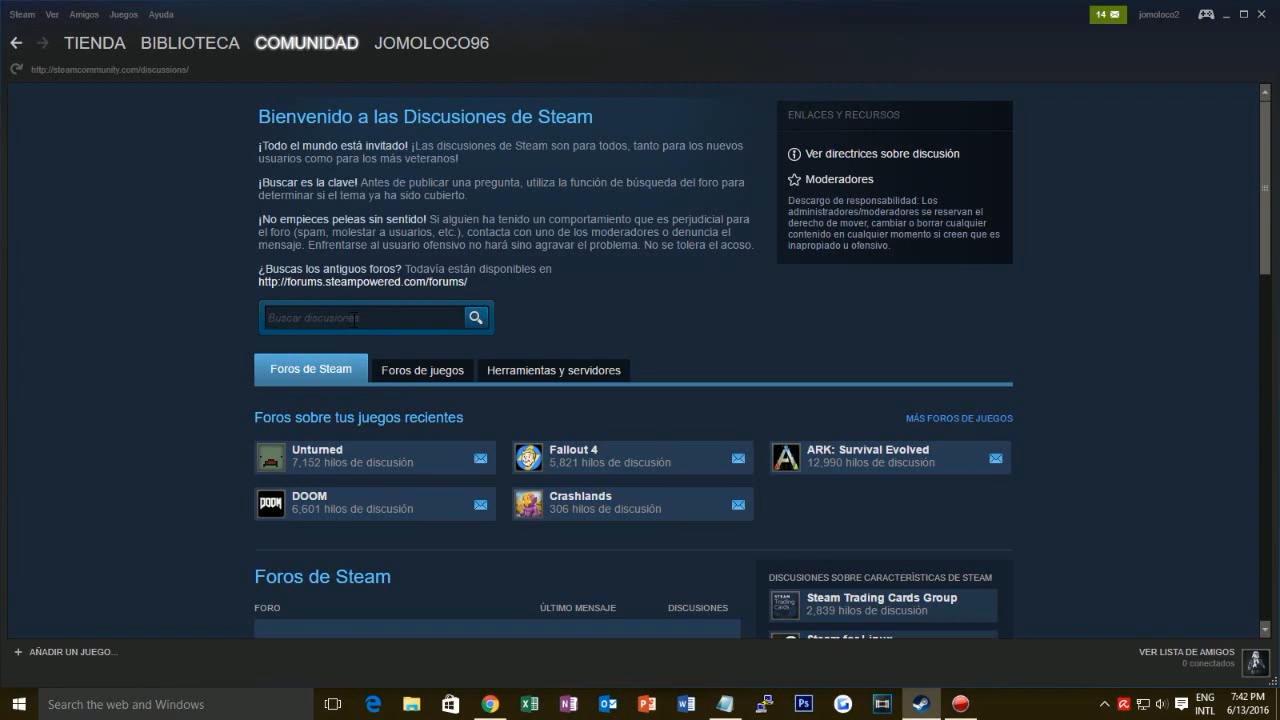 Steam Ver Amigos Juegos Ayuda
14 jomoloco2
TIENDA BIBLIOTECA COMUNIDAD JOMOLOCO96
http://steamcommunity.com/discussions/
Bienvenido a las Discusiones de Steam
¡Todo el mundo está invitado! ¡Las discusiones de Steam son para todos, tanto para los nuevos
usuarios como para los más veteranos!
¡Buscar es la clave! Antes de publicar una pregunta, utiliza la función de búsqueda del foro para
determinar si el tema ya ha sido cubierto.
¡No empieces peleas sin sentido! Si alguien ha tenido un comportamiento que es perjudicial para
el foro (spam, molestar a usuarios, etc.), contacta con uno de los moderadores o denuncia el
mensaje. Enfrentarse al usuario ofensivo no hará sino agravar el problema. No se tolera el acoso.
¿Buscas los antiguos foros? Todavía están disponibles en
http://forums.steampowered.com/forums/
ENLACES Y RECURSOS
Ver directrices sobre discusión
Moderadores
Descargo de responsabilidad: Los
administradores/moderadores se reservan el
derecho de mover, cambiar o borrar cualquier
contenido en cualquier momento si creen que es
inapropiado u ofensivo.
Buscar discusiones
Foros de Steam Foros de juegos Herramientas y servidores
Foros sobre tus juegos recientes MÁS FOROS DE JUEGOS
Unturned
7,152 hilos de discusión
Fallout 4
5,821 hilos de discusión
ARK: Survival Evolved
12,990 hilos de discusión
DOOM
DOOM
6,601 hilos de discusión
Crashlands
306 hilos de discusión
Foros de Steam
FORO ÚLTIMO MENSAJE DISCUSIONES
DISCUSIONES SOBRE CARACTERÍSTICAS DE STEAM
Steam Trading Cards Group
2,839 hilos de discusión
Steam for Linux
+ AÑADIR UN JUEGO...
VER LISTA DE AMIGOS
0 conectados
Search the web and Windows
ENG
INTL
7:42 PM
6/13/2016